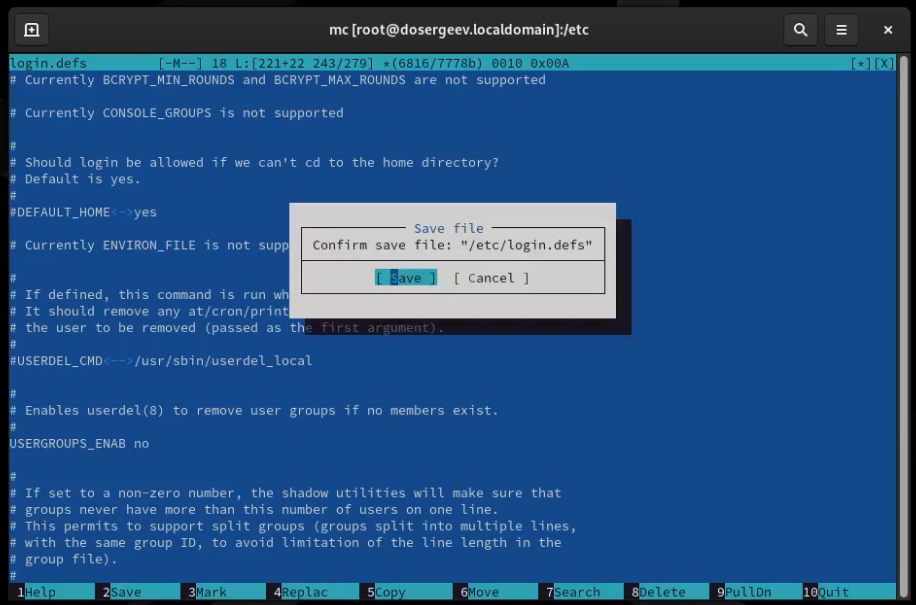 mc [root@dosergeev.localdomain]:/etc
login.defs [-M--] 18 L:[221+22 243/279] *(6816/7778b) 0010 0x00A [*][X]
# Currently BCRYPT_MIN_ROUNDS and BCRYPT_MAX_ROUNDS are not supported
# Currently CONSOLE_GROUPS is not supported
#
# Should login be allowed if we can't cd to the home directory?
# Default is yes.
#
#DEFAULT_HOME<->yes
# Currently ENVIRON_FILE is not supp
#
# If defined, this command is run wh
# It should remove any at/cron/print
# the user to be removed (passed as the first argument).
#
#USERDEL_CMD<-->/usr/sbin/userdel_local
#
# Enables userdel(8) to remove user groups if no members exist.
#
USERGROUPS_ENAB no
#
# If set to a non-zero number, the shadow utilities will make sure that
# groups never have more than this number of users on one line.
# This permits to support split groups (groups split into multiple lines,
# with the same group ID, to avoid limitation of the line length in the
# group file).
#
Save file
Confirm save file: "/etc/login.defs"
[ Save ] [ Cancel ]
1Help 2Save 3Mark 4Replac 5Copy 6Move 7Search 8Delete 9PullDn 10Quit